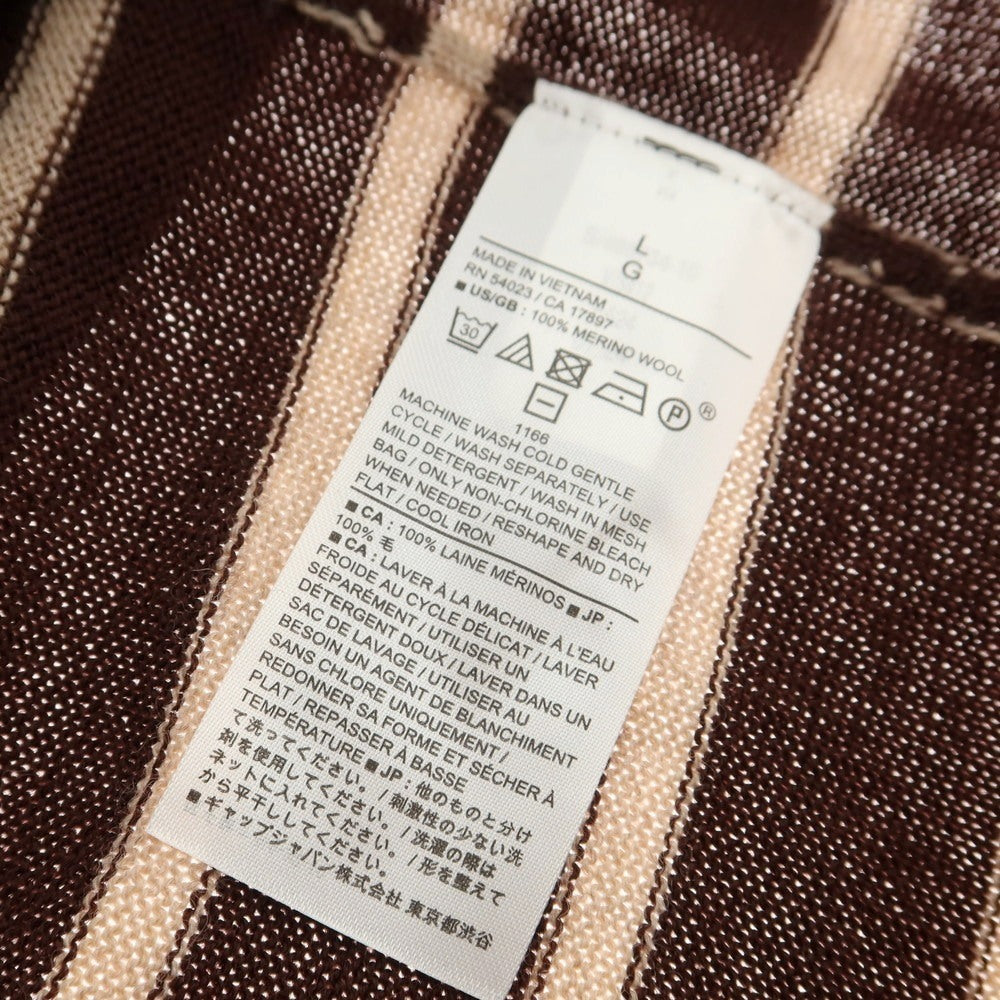 L
G
MADE IN VIETNAM
RN 54023 / CA 17897
■ US/GB : 100% MERINO WOOL
30
P ®
1166
MACHINE WASH COLD GENTLE
CYCLE / WASH SEPARATELY / USE
MILD DETERGENT / WASH IN MESH
BAG / ONLY NON-CHLORINE BLEACH
WHEN NEEDED / RESHAPE AND DRY
FLAT / COOL IRON
■ CA : 100% LAINE MÉRINOS ■ JP :
100% 毛
■ CA : LAVER À LA MACHINE À L'EAU
FROIDE AU CYCLE DÉLICAT / LAVER
SÉPARÉMENT / UTILISER UN
DÉTERGENT DOUX / LAVER DANS UN
SAC DE LAVAGE / UTILISER AU
BESOIN UN AGENT DE BLANCHIMENT
SANS CHLORE UNIQUEMENT /
REDONNER SA FORME ET SÉCHER À
PLAT / REPASSER À BASSE
TEMPÉRATURE ■ JP : 他のものと分け
て洗ってください。/ 刺激性の少ない洗
剤を使用してください。/ 洗濯の際は
ネットに入れてください。/ 形を整えて
から平干ししてください。
■ ギャップジャパン株式会社 東京都渋谷